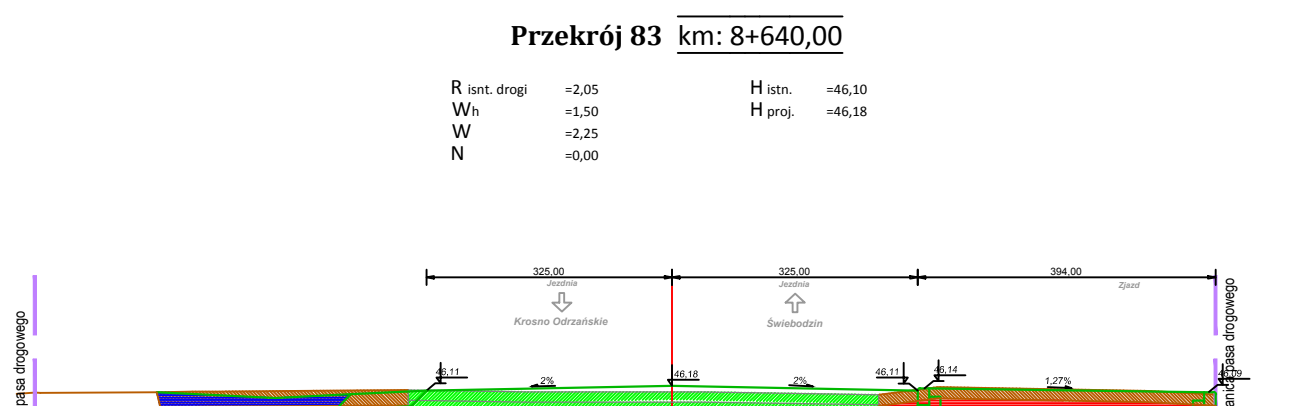 Przekrój 83 km: 8+640,00
R isnt. drogi =2,05
Wh =1,50
W =2,25
N =0,00
H istn. =46,10
H proj. =46,18
325,00 325,00 394,00
Jezdnia Jezdnia Zjazd
Krosno Odrzańskie Świebodzin
pasa drogowego
pasa drogowego
46,11 2% 46,18 2% 46,11 46,14 1,27%